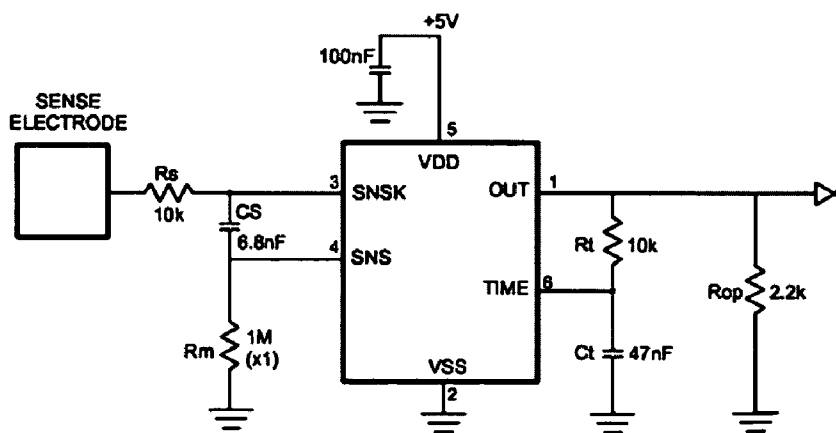 +5V
100nF
SENSE
ELECTRODE
5
VDD
Rs
10k
3
SNSK
OUT
1
CS
6.8nF
4
SNS
Rt
10k
TIME
6
Rop
2.2k
Rm
1M
(x1)
Ct
47nF
VSS
2